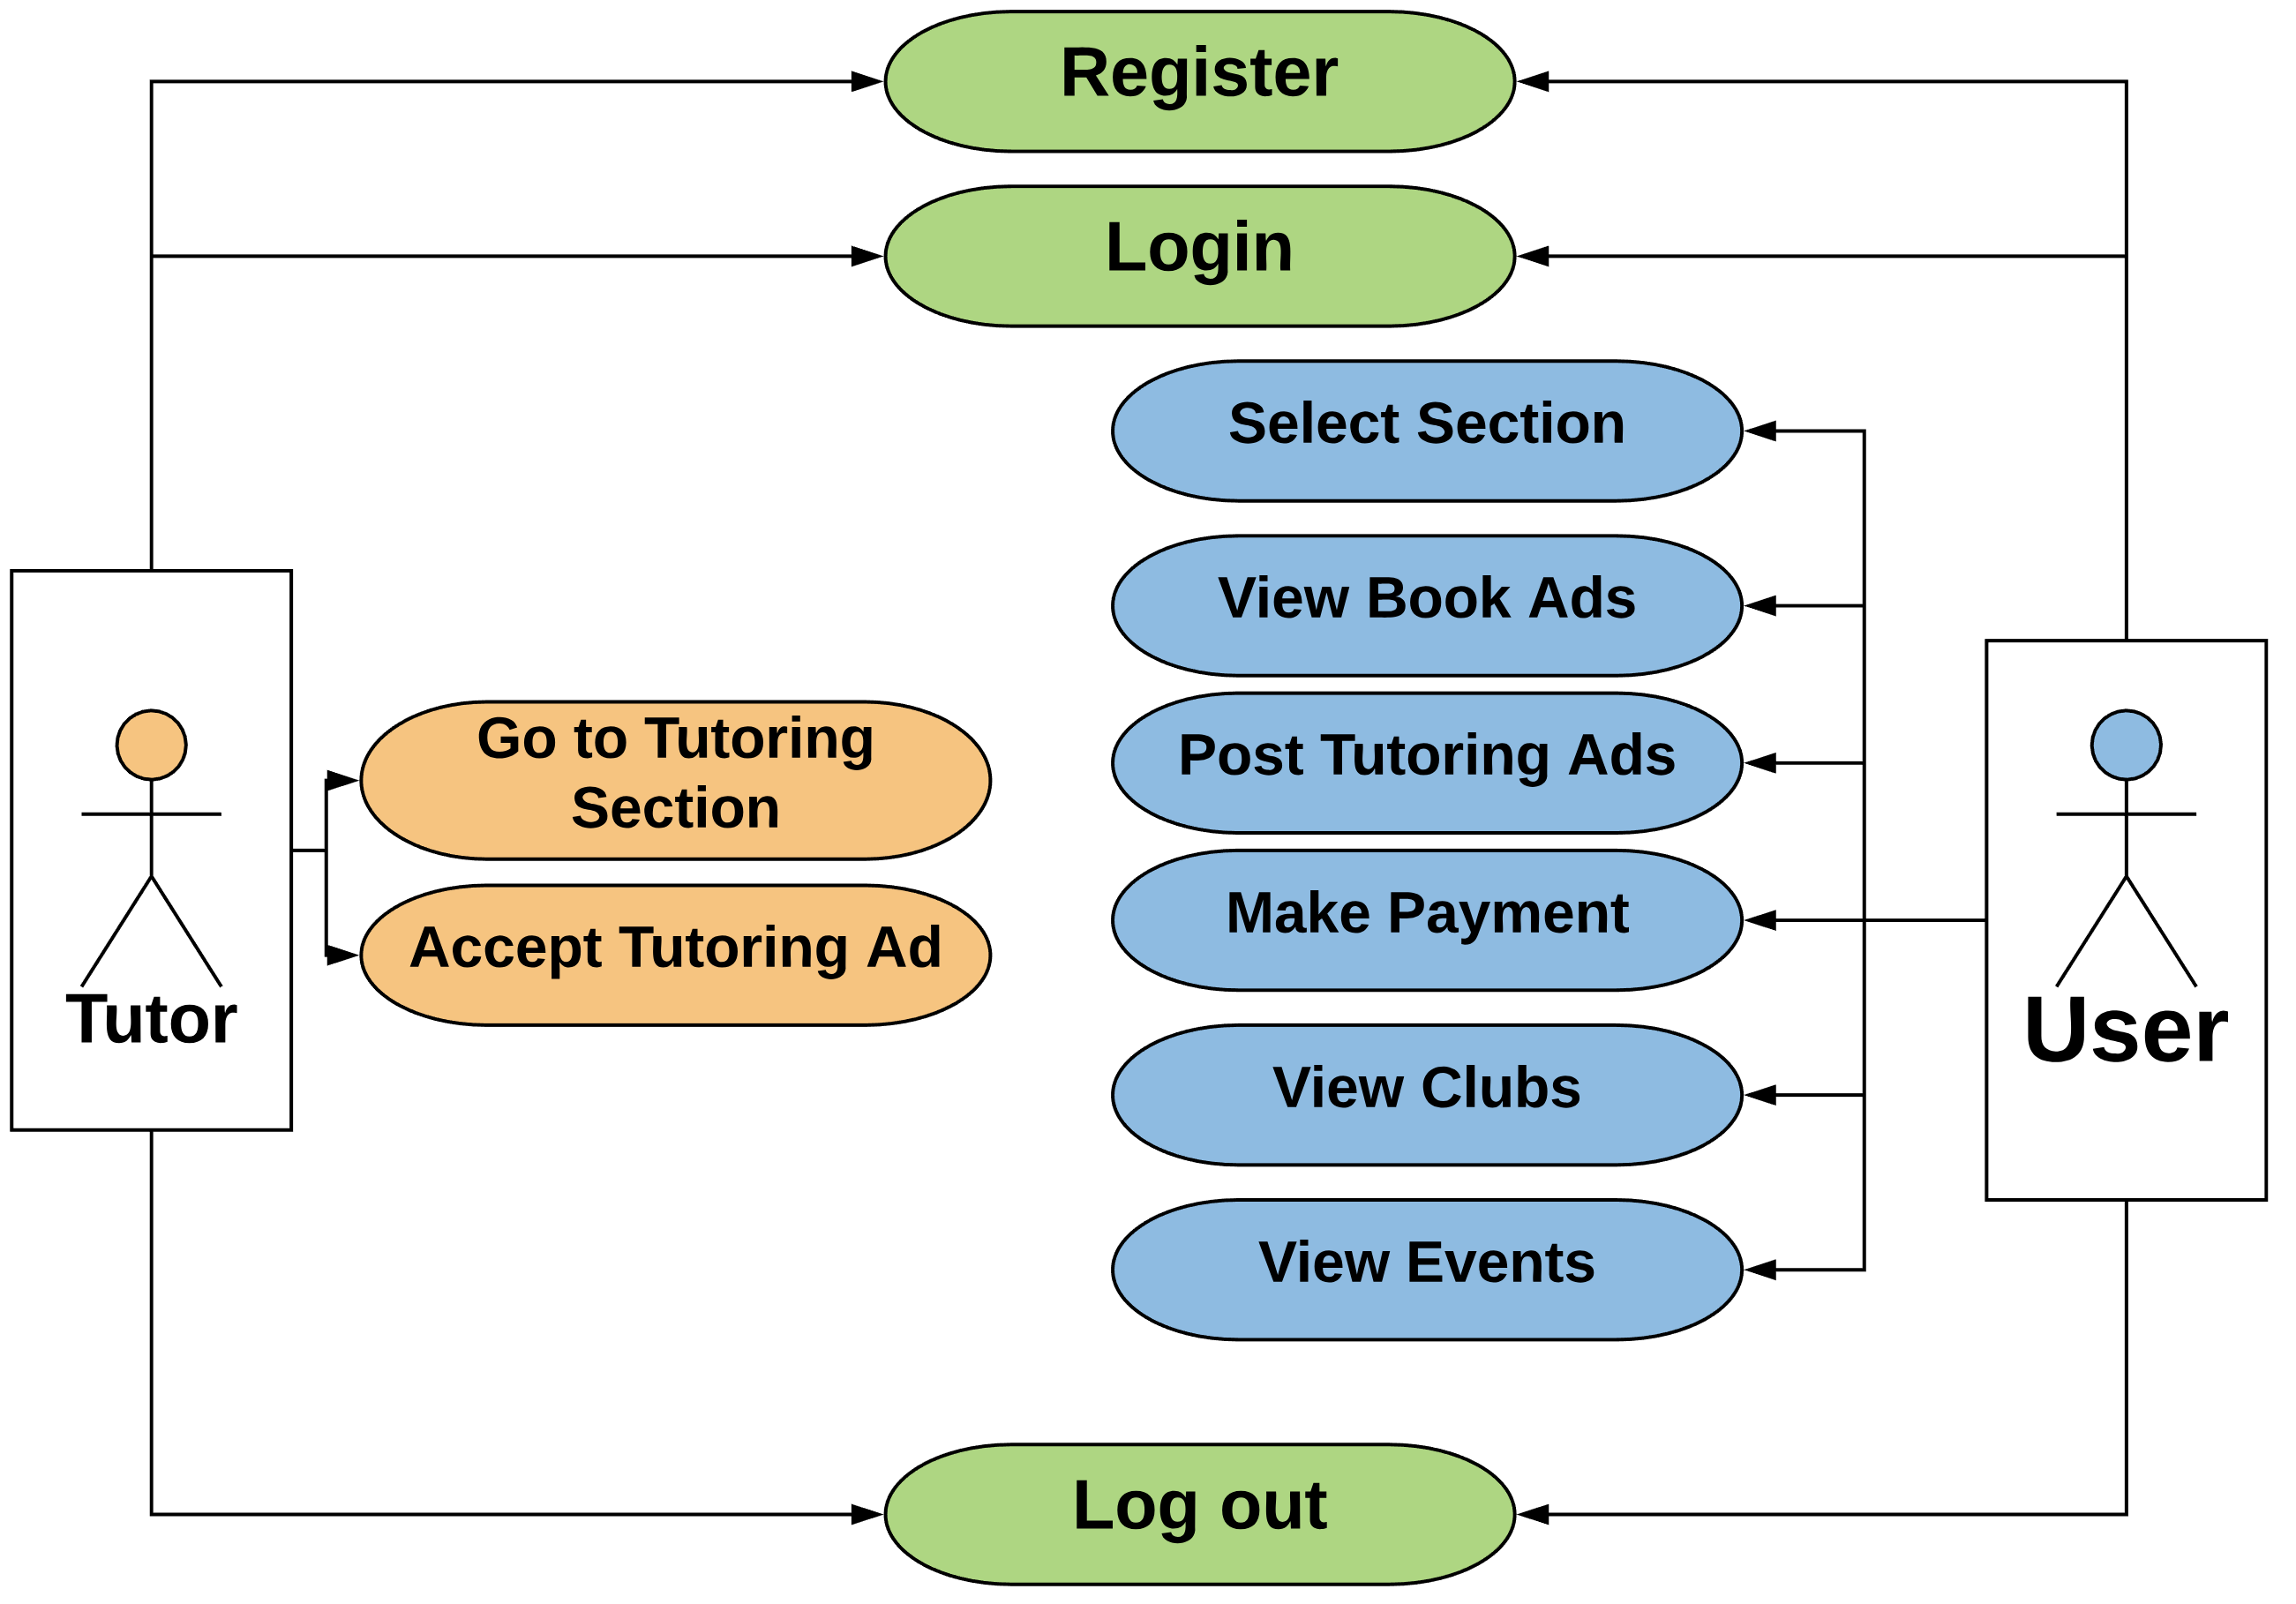 Register
Login
Select Section
View Book Ads
Go to Tutoring
Section
Post Tutoring Ads
Accept Tutoring Ad
Make Payment
Tutor
User
View Clubs
View Events
Log out